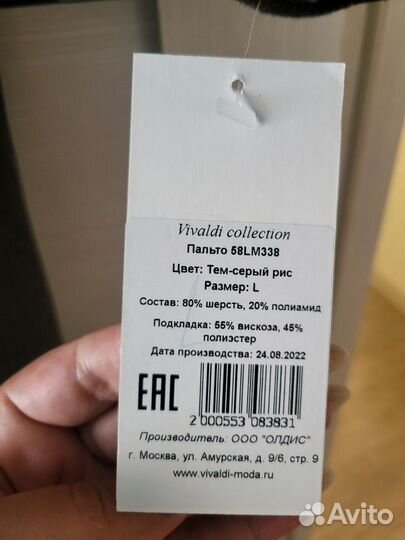 Vivaldi collection
Пальто 58LM338
Цвет: Тем-серый рис
Размер: L
Состав: 80% шерсть, 20% полиамид
Подкладка: 55% вискоза, 45%
полиэстер
Дата производства: 24.08.2022
EAC
2 000553 083831
Производитель: ООО "ОЛДИС"
г. Москва, ул. Амурская, д. 9/6, стр. 9
www.vivaldi-moda.ru
Avito